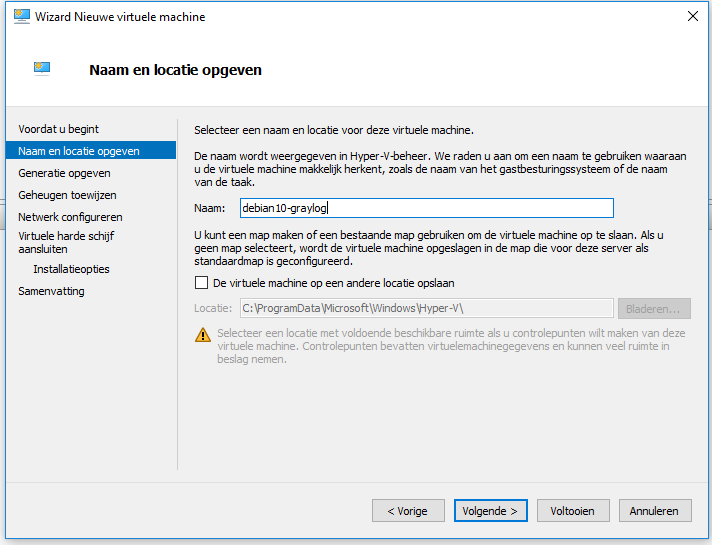 Wizard Nieuwe virtuele machine
Naam en locatie opgeven
Voordat u begint
Naam en locatie opgeven
Generatie opgeven
Geheugen toewijzen
Netwerk configureren
Virtuele harde schijf
aansluiten
Installatieopties
Samenvatting
Selecteer een naam en locatie voor deze virtuele machine.
De naam wordt weergegeven in Hyper-V-beheer. We raden u aan om een naam te gebruiken waaraan
u de virtuele machine makkelijk herkent, zoals de naam van het gastbesturingssysteem of de naam
van de taak.
Naam: debian10-graylog
U kunt een map maken of een bestaande map gebruiken om de virtuele machine op te slaan. Als u
geen map selecteert, wordt de virtuele machine opgeslagen in de map die voor deze server als
standaardmap is geconfigureerd.
De virtuele machine op een andere locatie opslaan
Locatie: C:\ProgramData\Microsoft\Windows\Hyper-V\ Bladeren...
Selecteer een locatie met voldoende beschikbare ruimte als u controlepunten wilt maken van deze
virtuele machine. Controlepunten bevatten virtuelemachinegegevens en kunnen veel ruimte in
beslag nemen.
< Vorige Volgende > Voltooien Annuleren